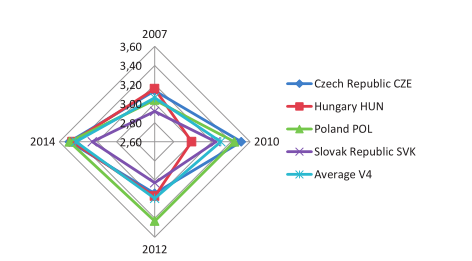 2007
3,60
3,40
3,20
3,00
2,80
2,60
2014
2010
2012
Czech Republic CZE
Hungary HUN
Poland POL
Slovak Republic SVK
Average V4